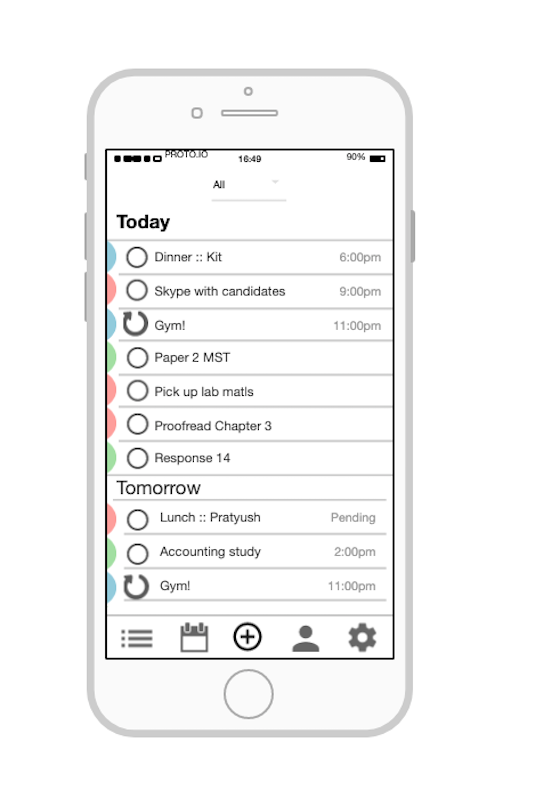 PROTO.IO 16:49 90%
All
Today
Dinner :: Kit 6:00pm
Skype with candidates 9:00pm
Gym! 11:00pm
Paper 2 MST
Pick up lab matls
Proofread Chapter 3
Response 14
Tomorrow
Lunch :: Pratyush Pending
Accounting study 2:00pm
Gym! 11:00pm